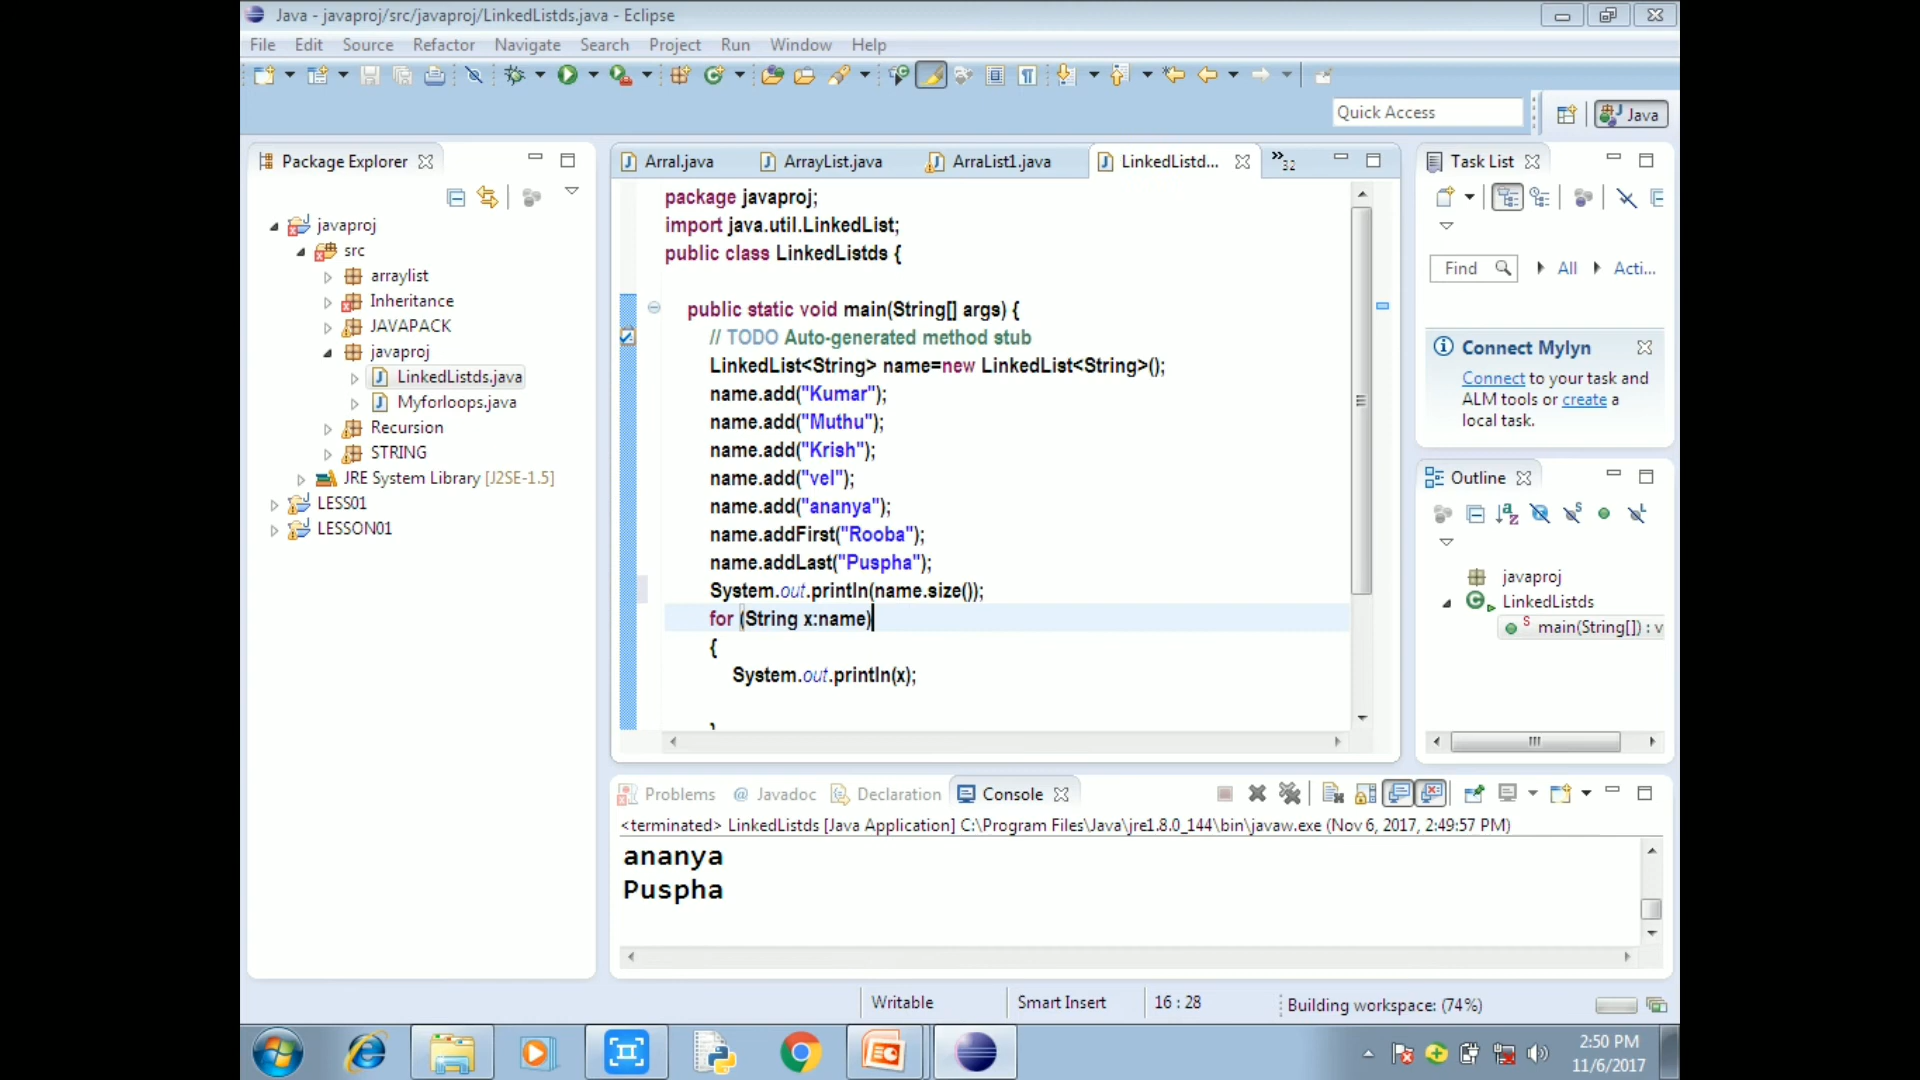 Java - javaproj/src/javaproj/LinkedListds.java - Eclipse
File Edit Source Refactor Navigate Search Project Run Window Help
Quick Access
Java
Package Explorer
javaproj
src
arraylist
Inheritance
JAVAPACK
javaproj
LinkedListds.java
Myforloops.java
Recursion
STRING
JRE System Library [J2SE-1.5]
LESS01
LESSON01
Arral.java ArrayList.java ArraList1.java LinkedListd... »32
package javaproj;
import java.util.LinkedList;
public class LinkedListds {
public static void main(String[] args) {
// TODO Auto-generated method stub
LinkedList<String> name=new LinkedList<String>();
name.add("Kumar");
name.add("Muthu");
name.add("Krish");
name.add("vel");
name.add("ananya");
name.addFirst("Rooba");
name.addLast("Puspha");
System.out.println(name.size());
for (String x:name)
{
System.out.println(x);
}
Task List
Find All Acti...
Connect Mylyn
Connect to your task and
ALM tools or create a
local task.
Outline
javaproj
LinkedListds
main(String[]) : v
Problems @ Javadoc Declaration Console
<terminated> LinkedListds [Java Application] C:\Program Files\Java\jre1.8.0_144\bin\javaw.exe (Nov 6, 2017, 2:49:57 PM)
ananya
Puspha
Writable Smart Insert 16 : 28 Building workspace: (74%)
2:50 PM
11/6/2017